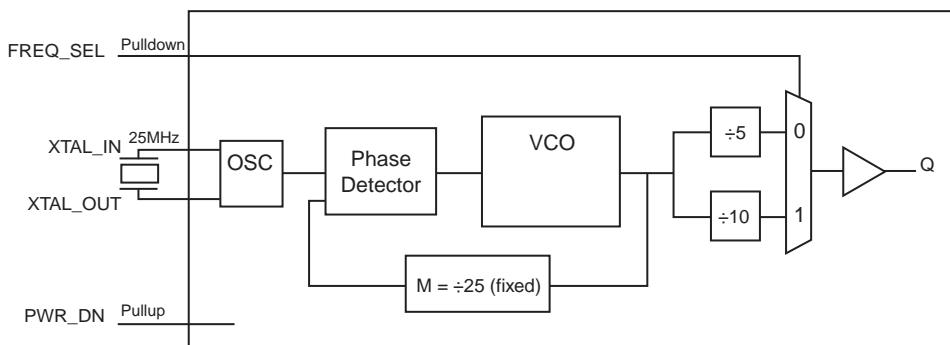 FREQ_SEL
Pulldown
XTAL_IN
25MHz
OSC
XTAL_OUT
Phase
Detector
VCO
÷5
÷10
0
1
Q
M = ÷25 (fixed)
PWR_DN
Pullup